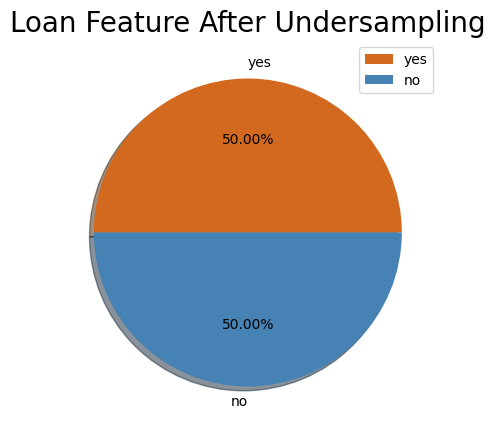 Loan Feature After Undersampling
yes
yes
no
50.00%
50.00%
no